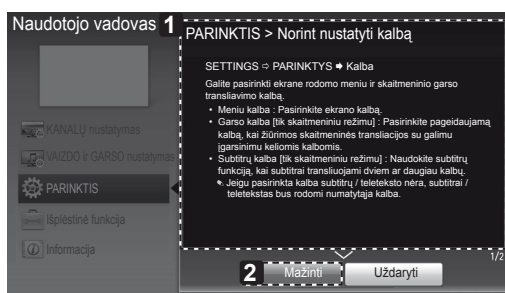 Naudotojo vadovas
1
PARINKTIS > Norint nustatyti kalbą
SETTINGS ⇨ PARINKTYS ➡ Kalba
Galite pasirinkti ekrane rodomo meniu ir skaitmeninio garso
transliavimo kalbą.
• Meniu kalba : Pasirinkite ekrano kalbą.
• Garso kalba [tik skaitmeniniu režimu] : Pasirinkite pageidaujamą
kalbą, kai žiūrimos skaitmeninės transliacijos su galimu
įgarsinimu keliomis kalbomis.
• Subtitrų kalba [tik skaitmeniniu režimu] : Naudokite subtitrų
funkciją, kai subtitrai transliuojami dviem ar daugiau kalbų.
✎ Jeigu pasirinkta kalba subtitrų / teleteksto nėra, subtitrai /
teletekstas bus rodomi numatytąja kalba.
KANALŲ nustatymas
VAIZDO ir GARSO nustatymas
PARINKTIS
Išplėstinė funkcija
Informacija
1/2
2
Mažinti
Uždaryti